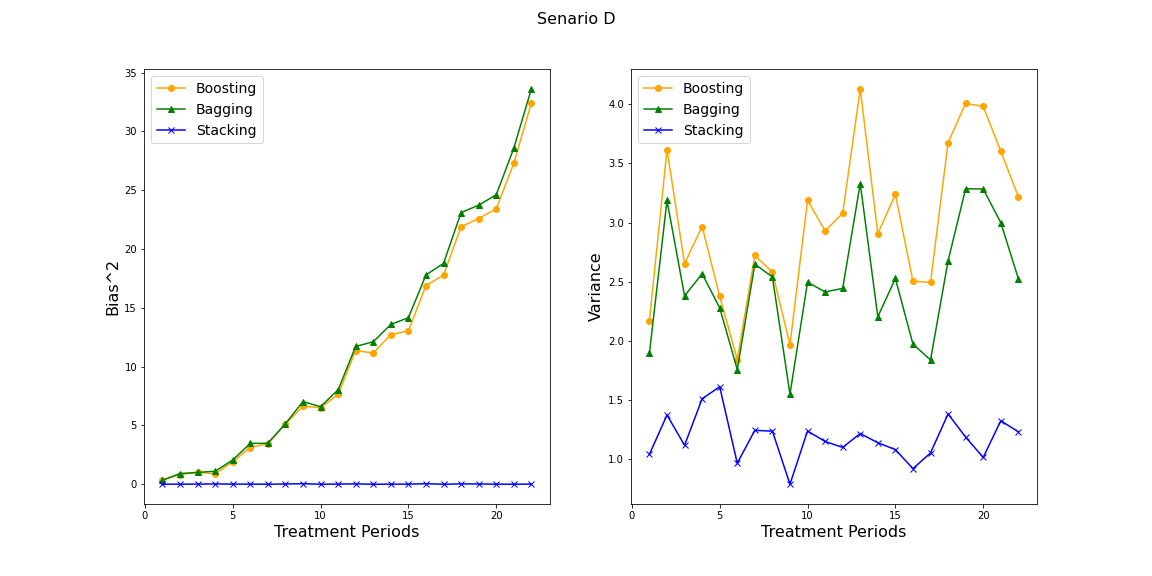 Senario D
Boosting
Bagging
Stacking
35
30
25
20
15
10
5
0
Bias^2
0
5
10
15
20
Treatment Periods
Boosting
Bagging
Stacking
4.0
3.5
3.0
2.5
2.0
1.5
1.0
Variance
0
5
10
15
20
Treatment Periods